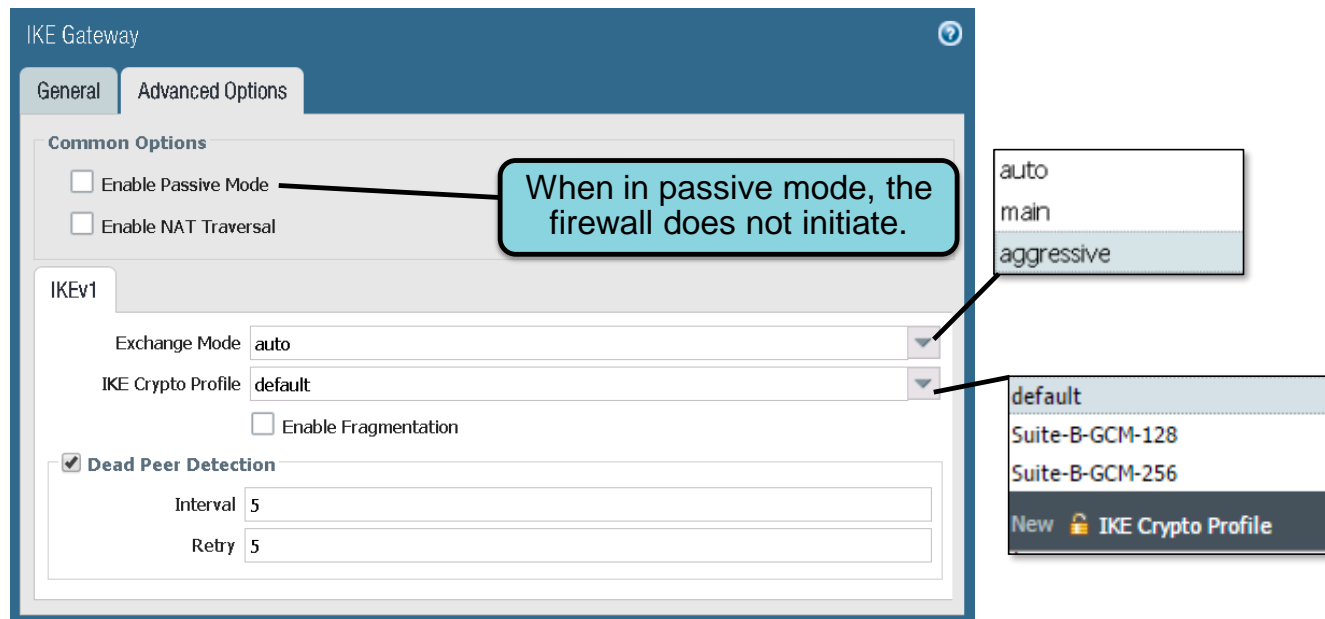 IKE Gateway
General
Advanced Options
Common Options
Enable Passive Mode
Enable NAT Traversal
When in passive mode, the
firewall does not initiate.
auto
main
aggressive
IKEv1
Exchange Mode auto
IKE Crypto Profile default
Enable Fragmentation
default
Suite-B-GCM-128
Suite-B-GCM-256
New IKE Crypto Profile
Dead Peer Detection
Interval 5
Retry 5